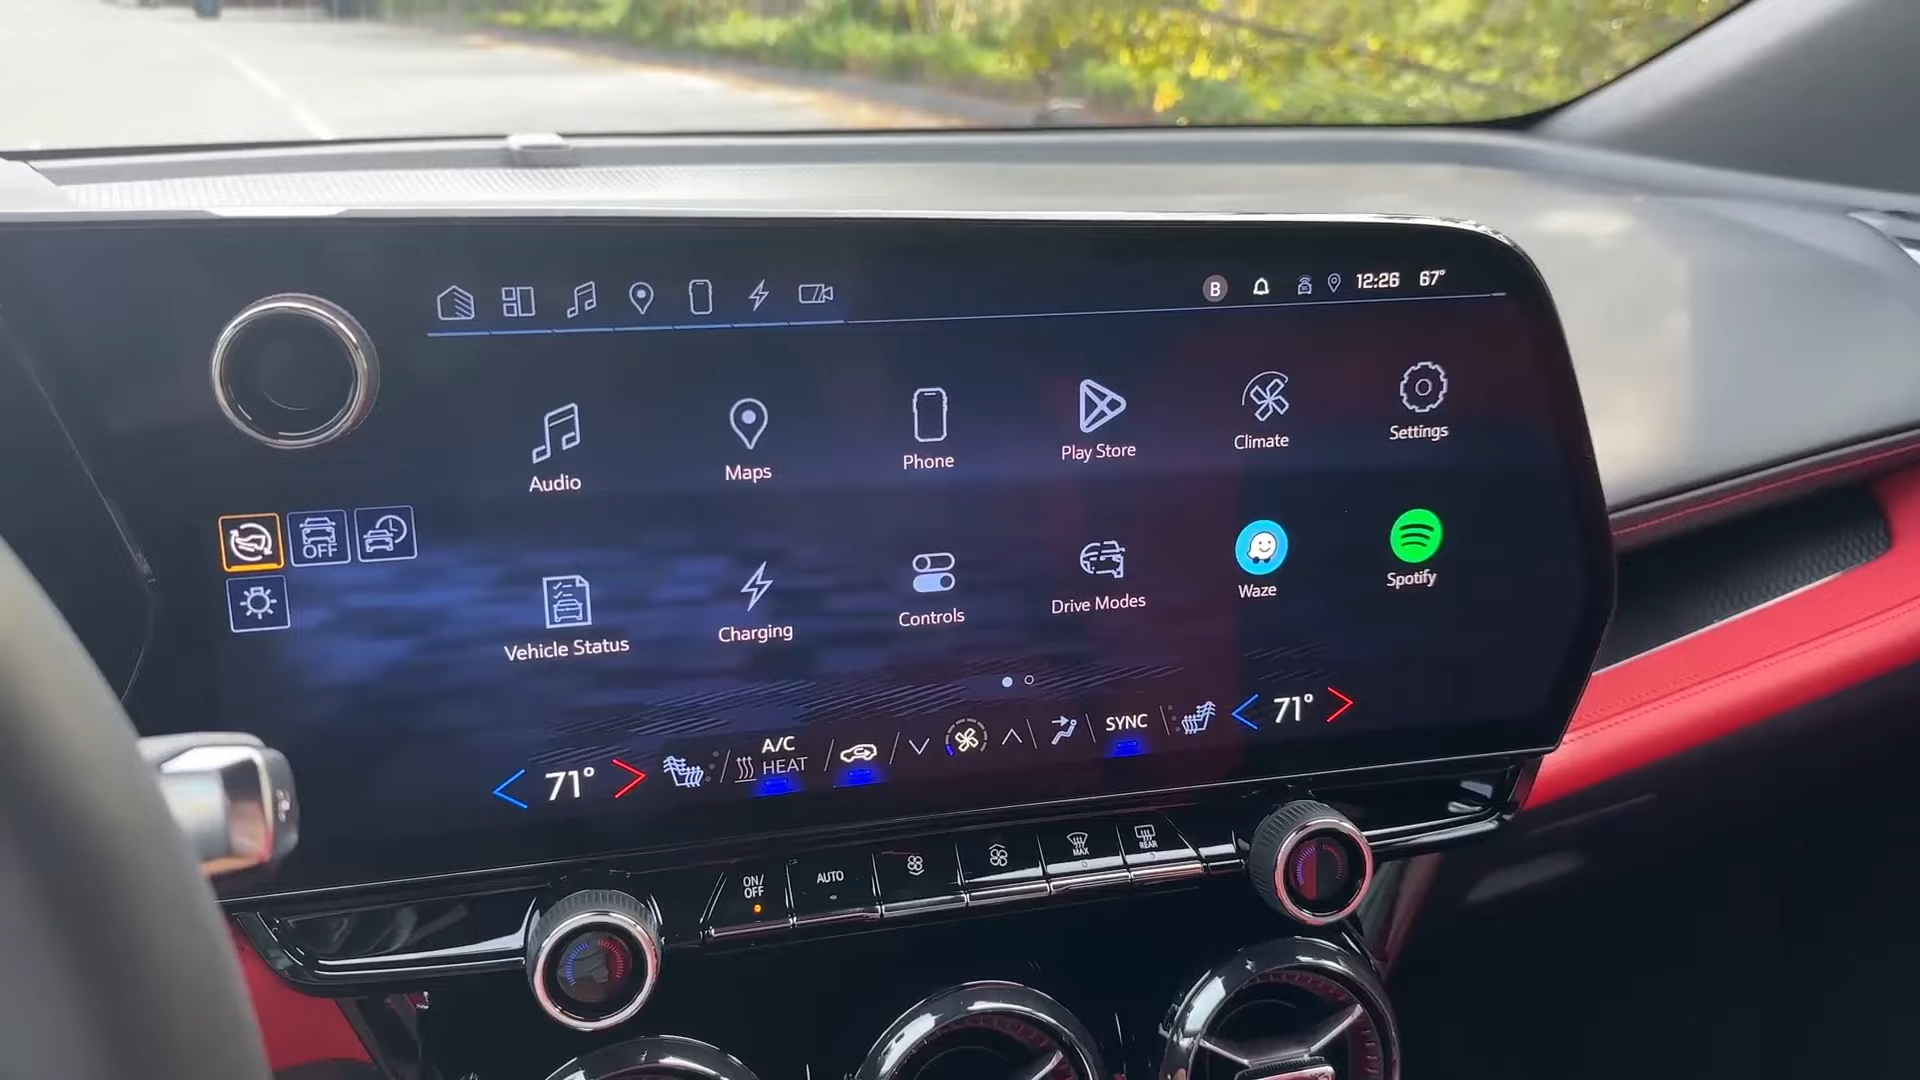 B 12:26 67°
Audio
Maps
Phone
Play Store
Climate
Settings
OFF
Vehicle Status
Charging
Controls
Drive Modes
Waze
Spotify
71°
A/C
HEAT
SYNC
71°
ON/
OFF
AUTO
MAX
REAR